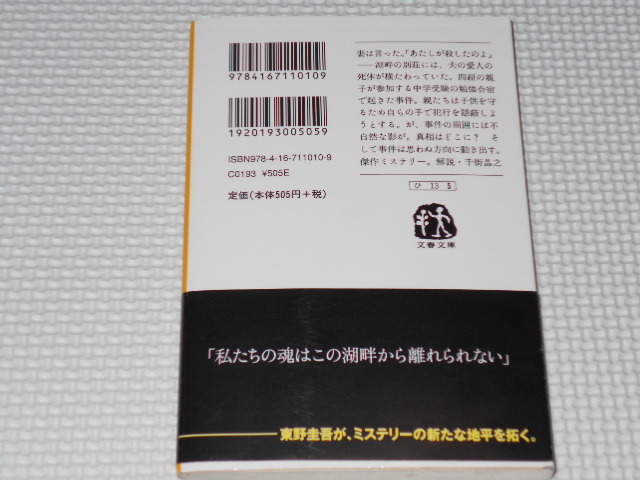 9784167110109
1920193005059
ISBN978-4-16-711010-9
C0193 ¥505E
定価(本体505円+税)
妻は言った。「あたしが殺したのよ」
──湖畔の別荘には、夫の愛人の
死体が横たわっていた。四組の親
子が参加する中学受験の勉強合宿
で起きた事件。親たちは子供を守
るため自らの手で犯行を隠蔽しよ
うとする。が、事件の周囲には不
自然な影が。真相はどこに? そ
して事件は思わぬ方向に動き出す。
傑作ミステリー。解説・千街晶之
ひ 13 5
文春文庫
「私たちの魂はこの湖畔から離れられない」
東野圭吾が、ミステリーの新たな地平を拓く。